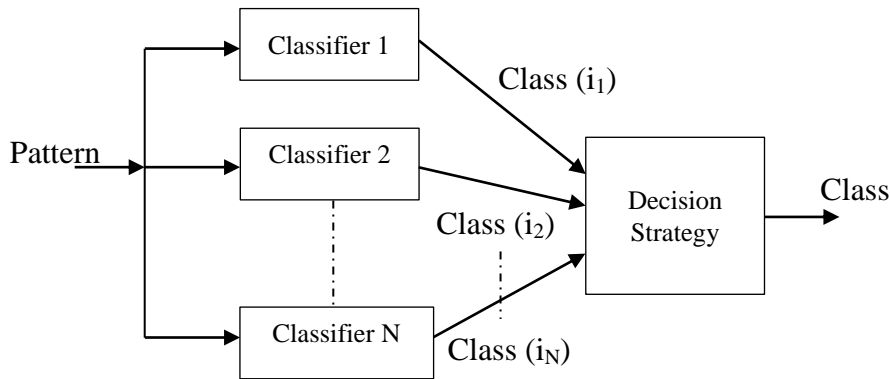 Classifier 1
Class (i₁)
Pattern
Classifier 2
Class (i₂)
Decision
Strategy
Class
Classifier N
Class (iN)